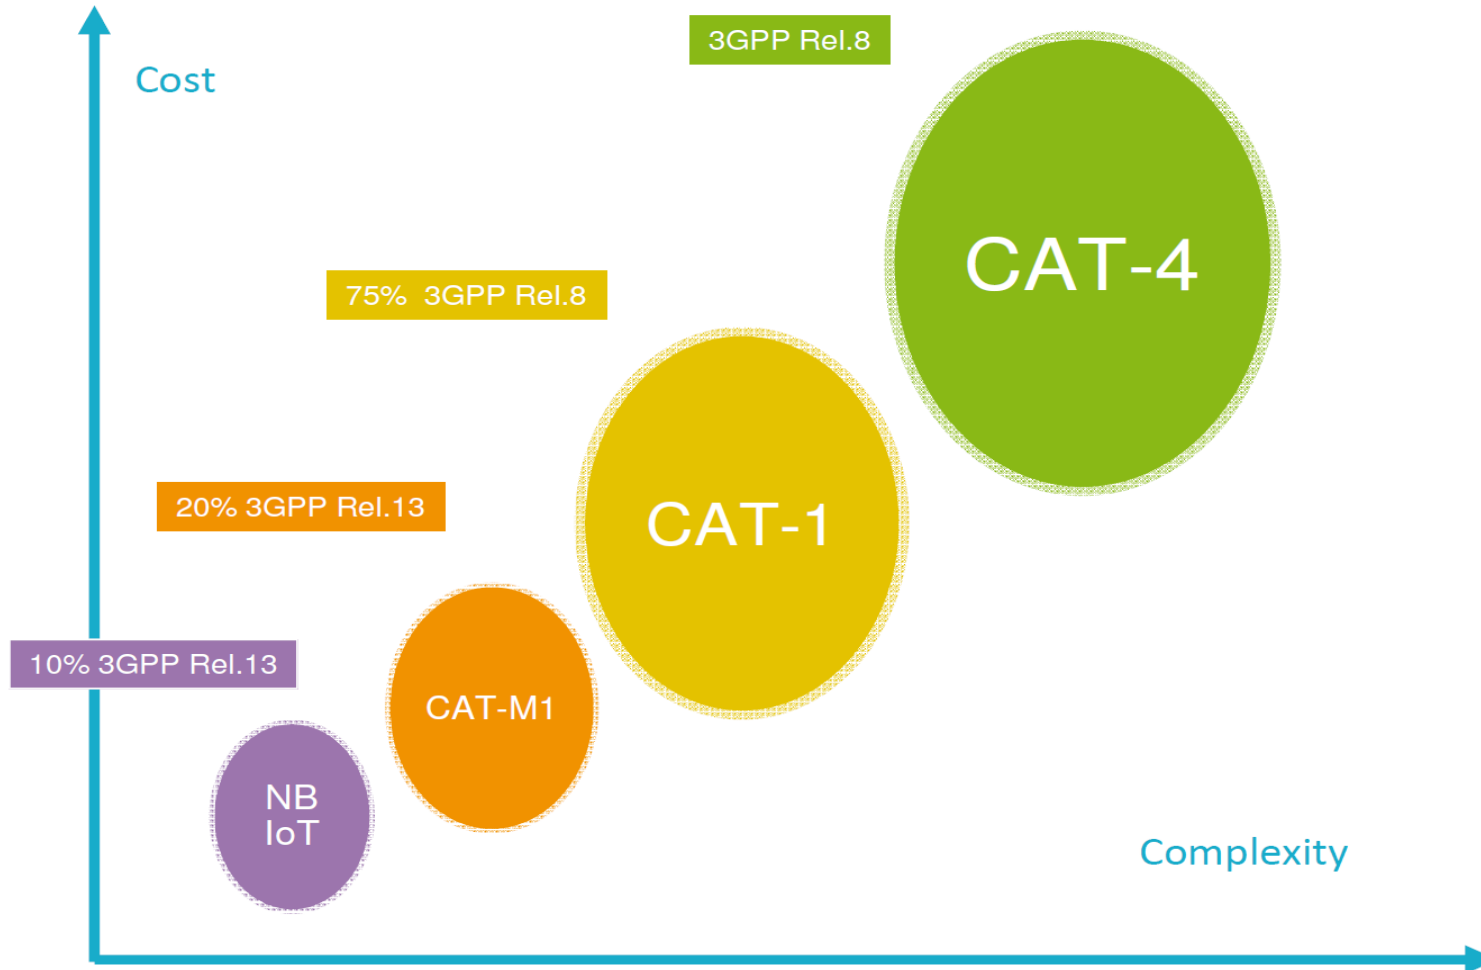 3GPP Rel.8
Cost
CAT-4
75% 3GPP Rel.8
20% 3GPP Rel.13
CAT-1
10% 3GPP Rel.13
CAT-M1
NB
IoT
Complexity